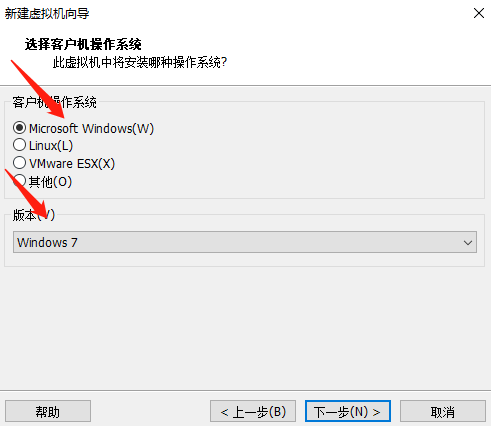 新建虚拟机向导
选择客户机操作系统
此虚拟机中将安装哪种操作系统?
客户机操作系统
Microsoft Windows(W)
Linux(L)
VMware ESX(X)
其他(O)
版本(V)
Windows 7
帮助
< 上一步(B)
下一步(N) >
取消